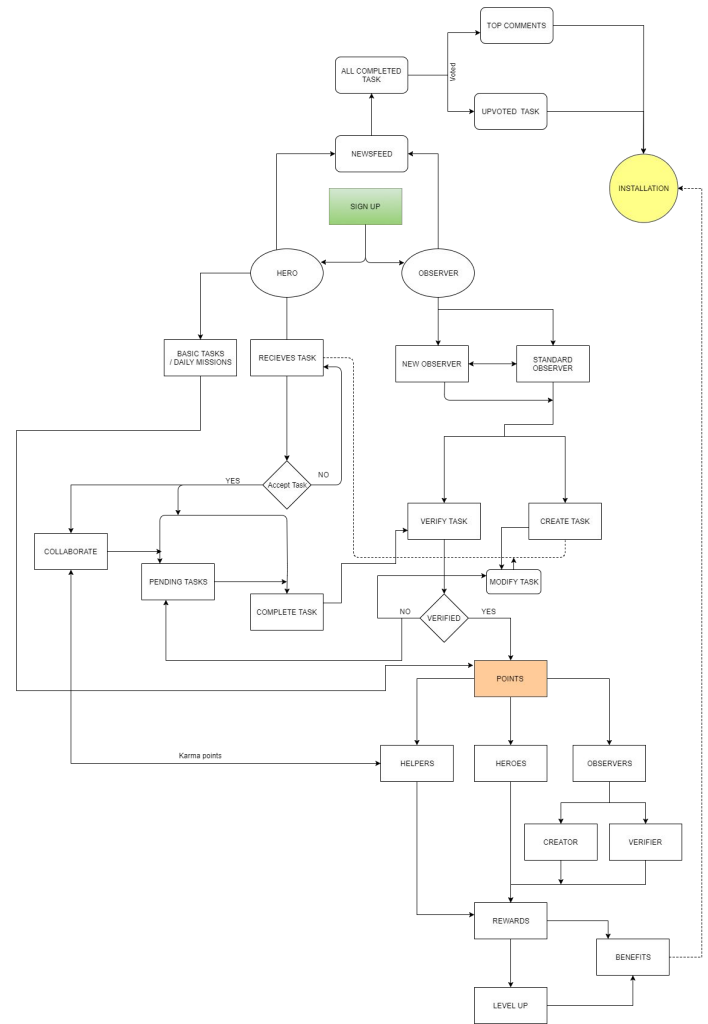 TOP COMMENTS
ALL COMPLETED
TASK
Voted
UPVOTED TASK
NEWSFEED
INSTALLATION
SIGN UP
HERO
OBSERVER
BASIC TASKS
/ DAILY MISSIONS
RECIEVES TASK
NEW OBSERVER
STANDARD
OBSERVER
Accept Task
NO
YES
VERIFY TASK
CREATE TASK
COLLABORATE
PENDING TASKS
MODIFY TASK
COMPLETE TASK
NO
VERIFIED
YES
POINTS
Karma points
HELPERS
HEROES
OBSERVERS
CREATOR
VERIFIER
REWARDS
BENEFITS
LEVEL UP